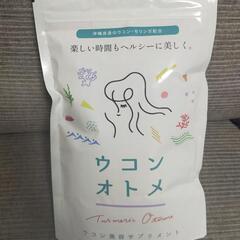 沖縄県産のウコン・モリンガ配合
楽しい時間もヘルシーに美しく。
ウコン
オトメ
Turmeric Otome
ウコン美容サプリメント